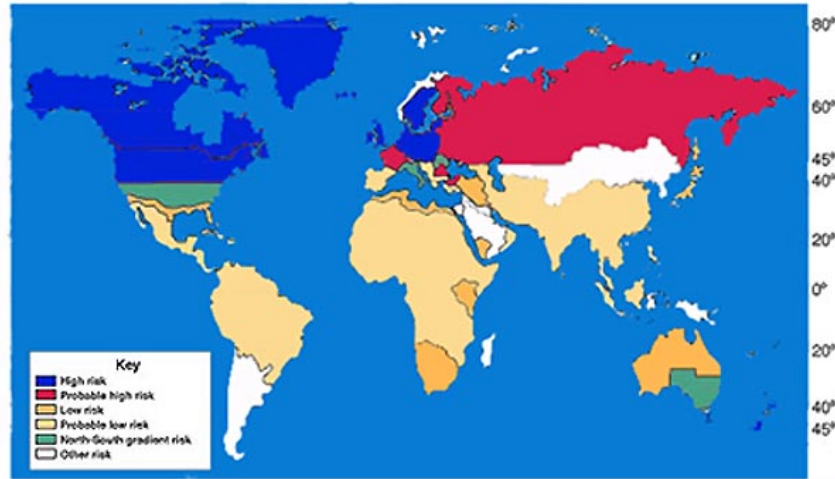 80°
60°
45°
40°
20°
0°
20°
40°
45°
Key
High risk
Probable high risk
Low risk
Probable low risk
North-South gradient risk
Other risk